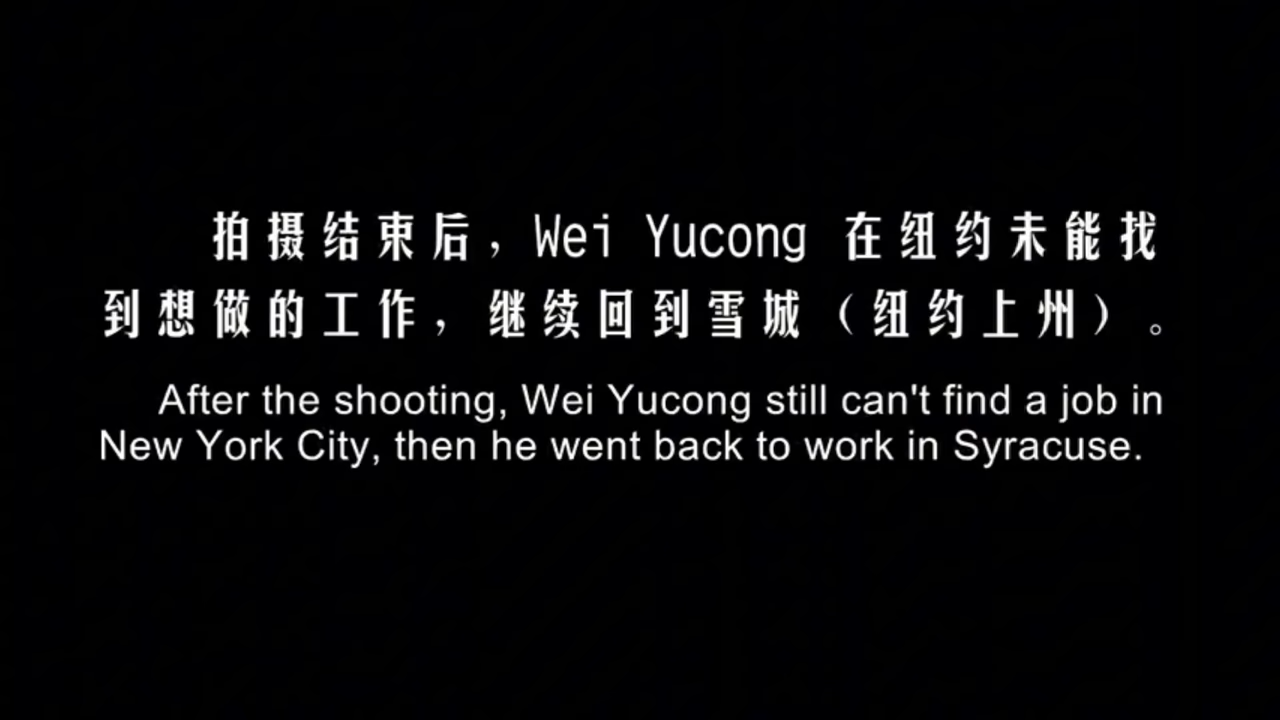 拍摄结束后，Wei Yucong 在纽约未能找
到想做的工作，继续回到雪城（纽约上州）。
After the shooting, Wei Yucong still can't find a job in
New York City, then he went back to work in Syracuse.